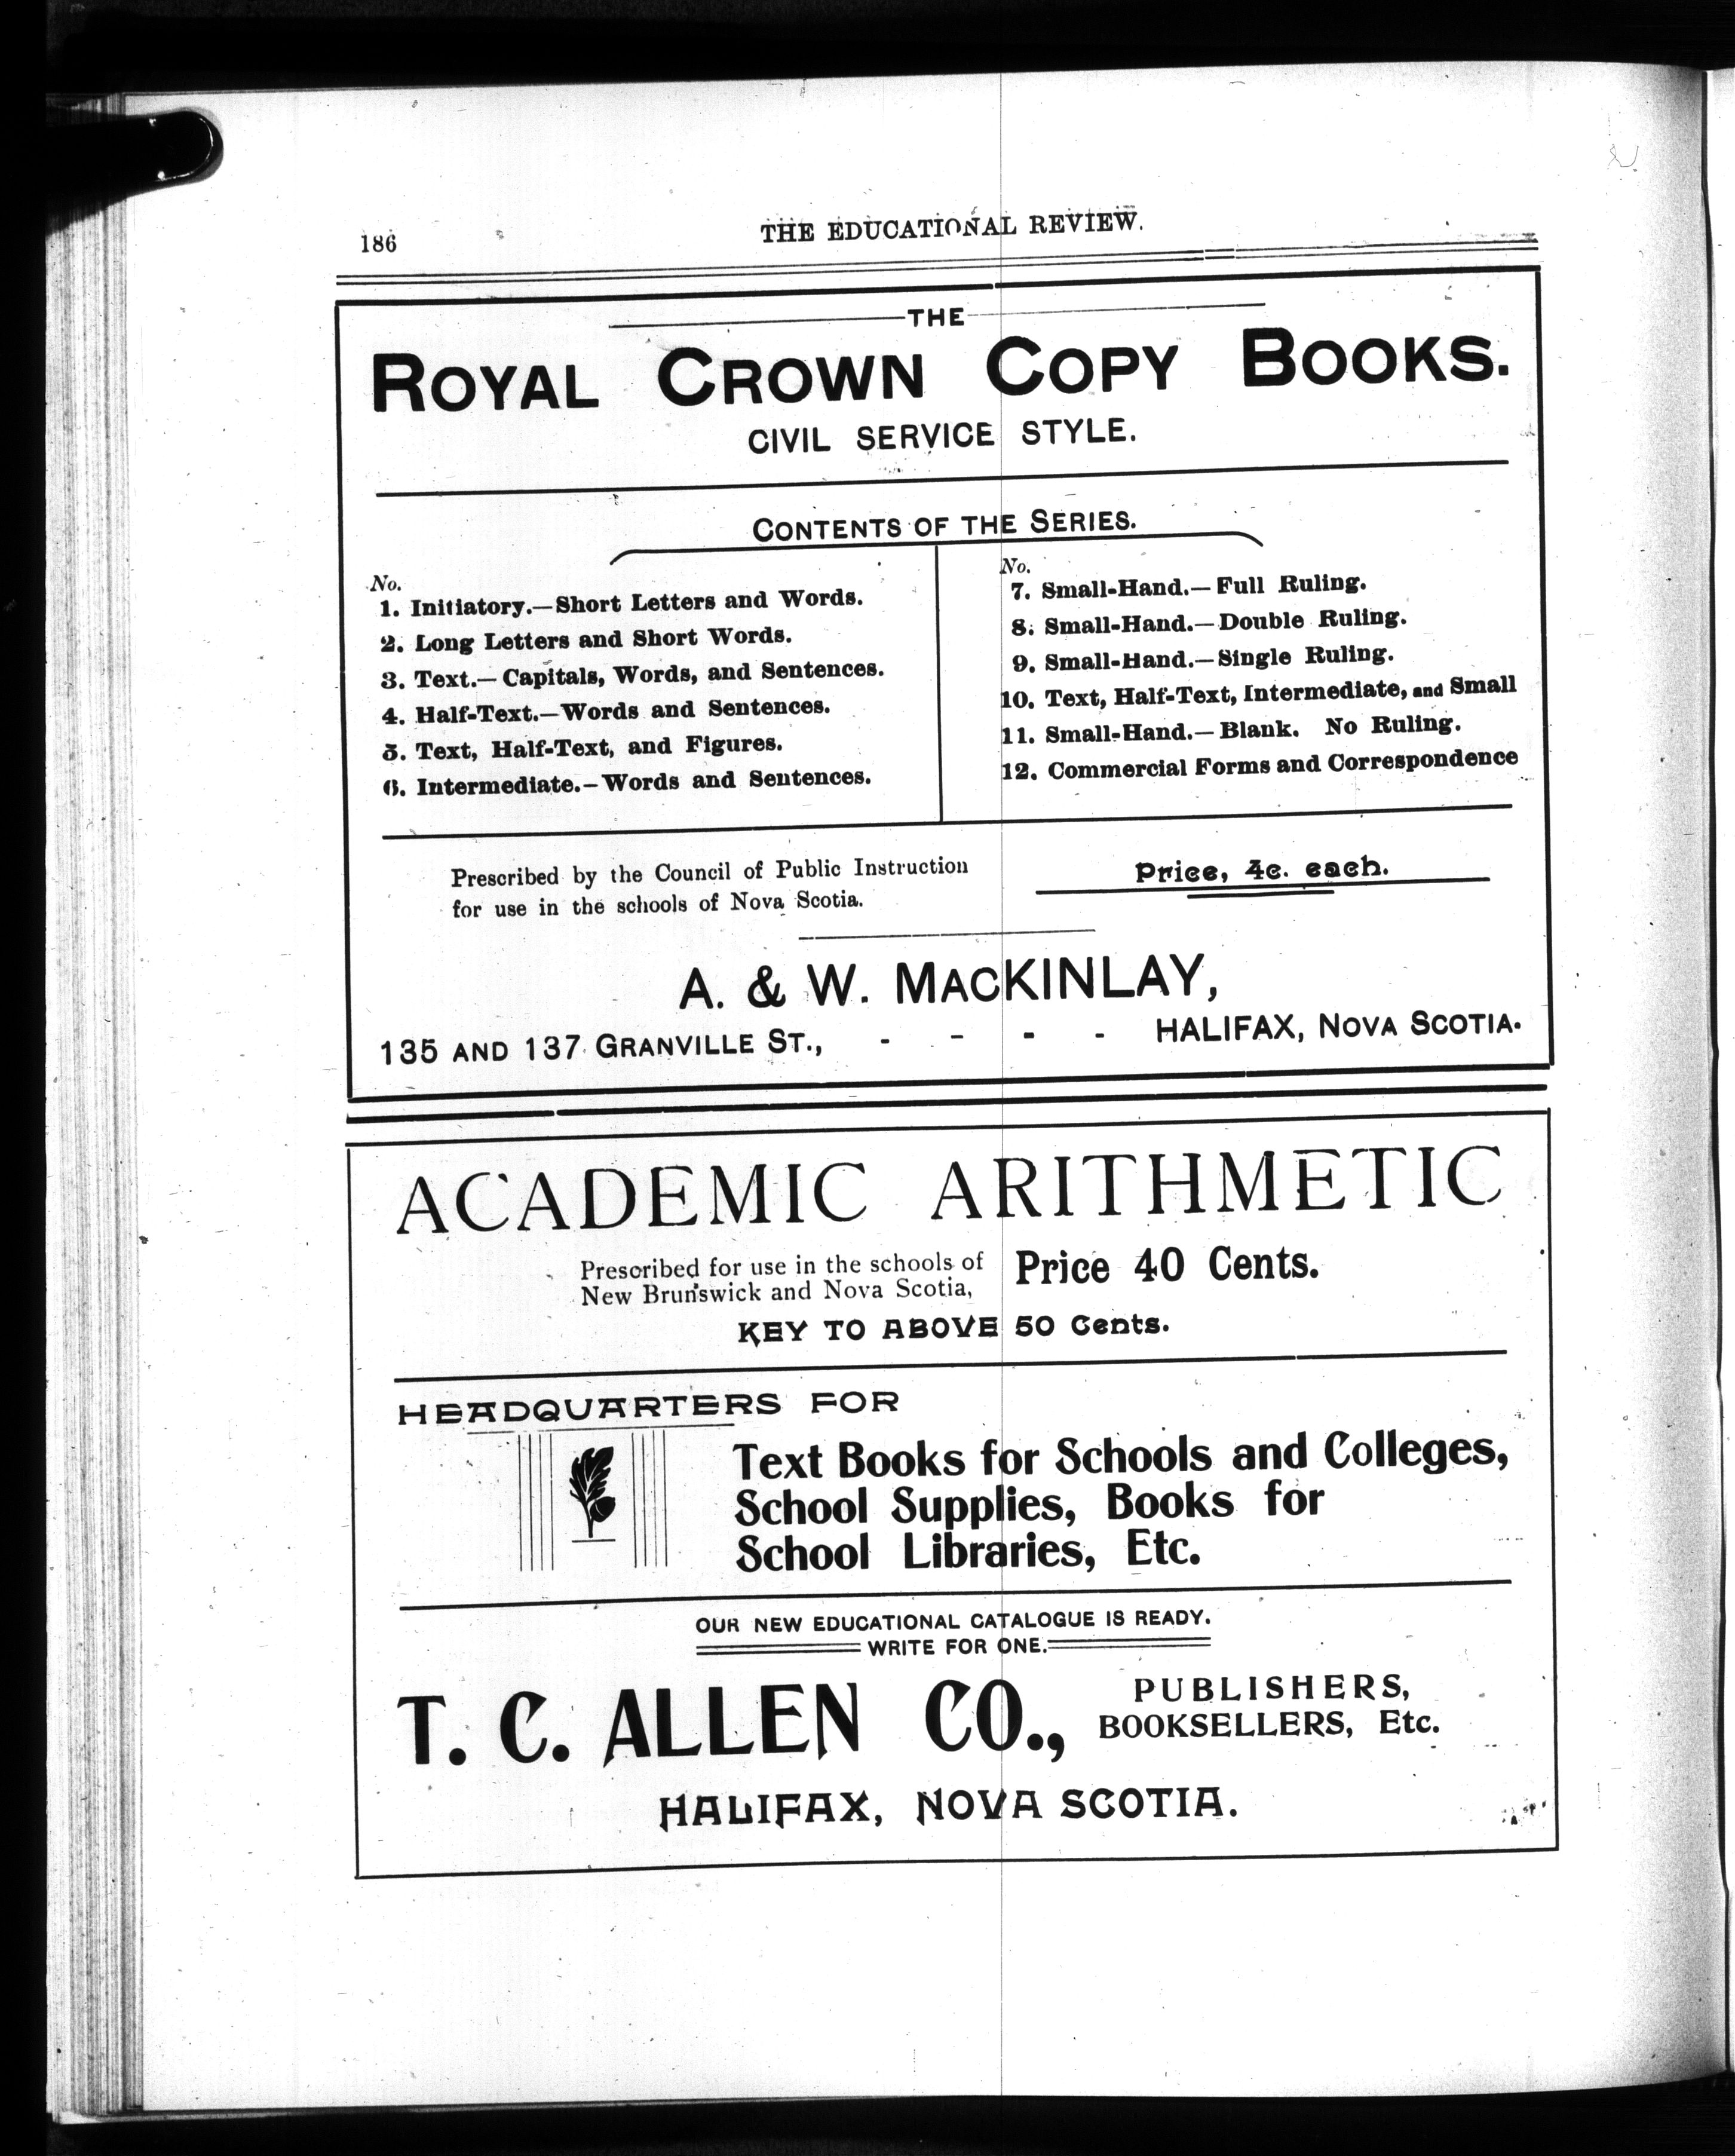 186
THE EDUCATIONAL REVIEW.
THE
ROYAL CROWN COPY BOOKS.
CIVIL SERVICE STYLE.
CONTENTS OF THE SERIES.
No.
1. Initiatory.—Short Letters and Words.
2. Long Letters and Short Words.
3. Text.—Capitals, Words, and Sentences.
4. Half-Text.—Words and Sentences.
5. Text, Half-Text, and Figures.
6. Intermediate.—Words and Sentences.
No.
7. Small-Hand.—Full Ruling.
8. Small-Hand.—Double Ruling.
9. Small-Hand.—Single Ruling.
10. Text, Half-Text, Intermediate, and Small
11. Small-Hand.—Blank. No Ruling.
12. Commercial Forms and Correspondence
Prescribed by the Council of Public Instruction
for use in the schools of Nova Scotia.
Price, 4c. each.
A. & W. MACKINLAY,
135 AND 137 GRANVILLE ST., - - - - HALIFAX, NOVA SCOTIA.
ACADEMIC ARITHMETIC
Prescribed for use in the schools of
New Brunswick and Nova Scotia,
Price 40 Cents.
KEY TO ABOVE 50 Cents.
HEADQUARTERS FOR
Text Books for Schools and Colleges,
School Supplies, Books for
School Libraries, Etc.
OUR NEW EDUCATIONAL CATALOGUE IS READY.
WRITE FOR ONE.
T. C. ALLEN CO.,
PUBLISHERS,
BOOKSELLERS, Etc.
HALIFAX, NOVA SCOTIA.